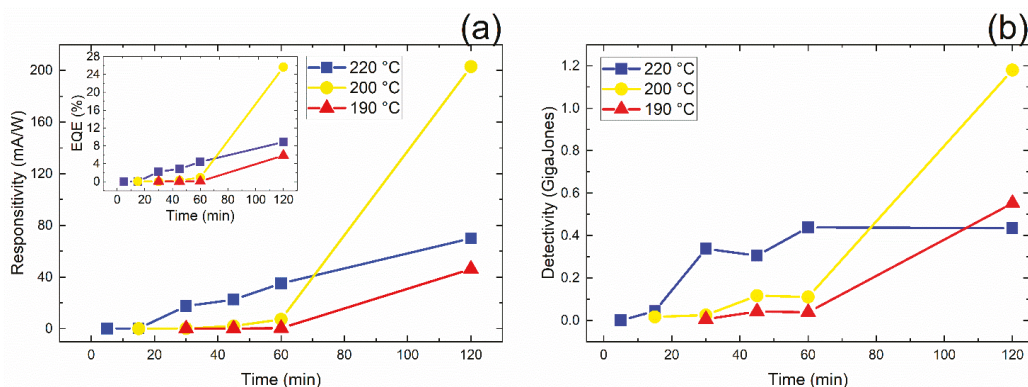 (a)
200
160
120
80
40
0
Responsitivity (mA/W)
0 20 40 60 80 100 120
Time (min)
28
24
20
16
12
8
4
0
EQE (%)
0 20 40 60 80 100 120
Time (min)
220 °C
200 °C
190 °C
(b)
1.2
1.0
0.8
0.6
0.4
0.2
0.0
Detectivity (GigaJones)
0 20 40 60 80 100 120
Time (min)
220 °C
200 °C
190 °C